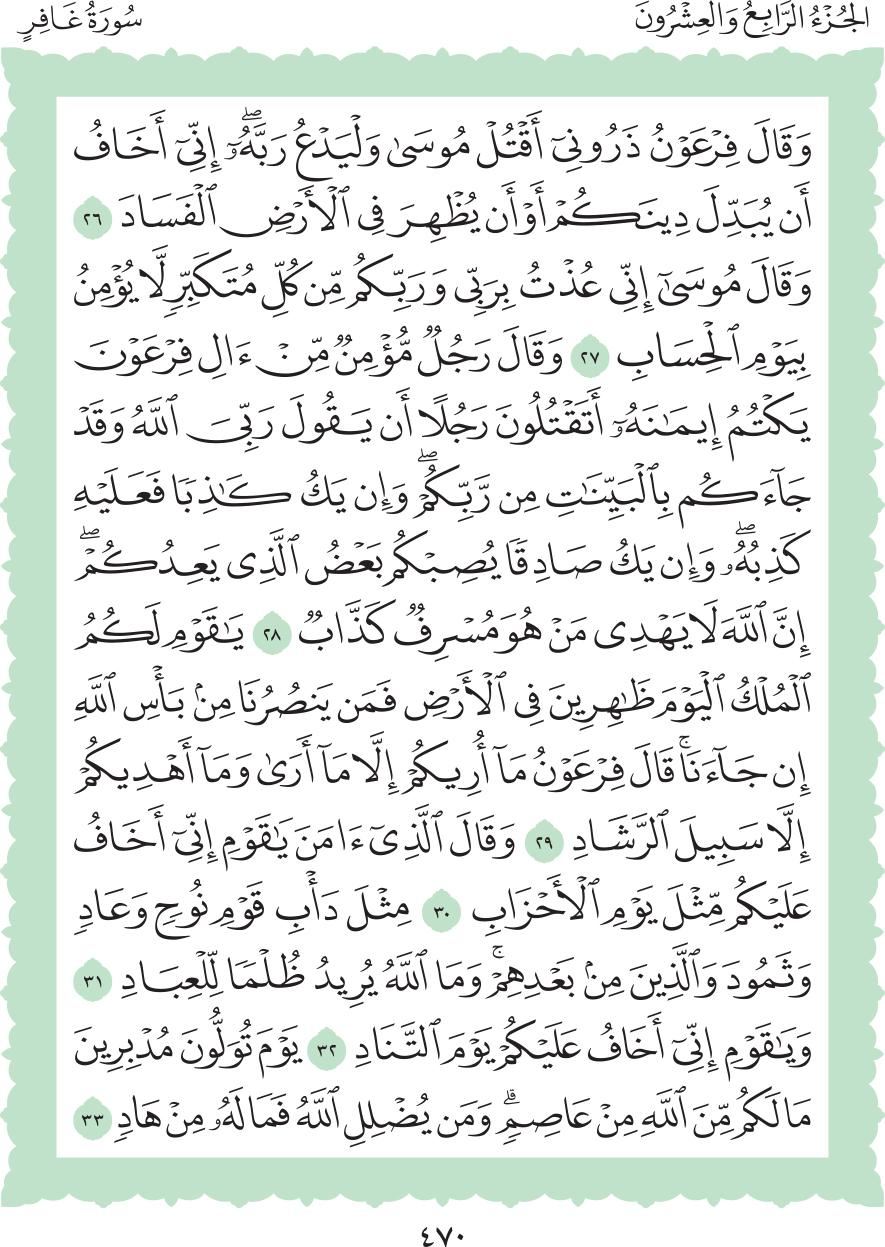 الجُزْءُ الرَّابِعُ وَالعِشْرُونَ
سُورَةُ غَافِرٍ
وَقَالَ فِرْعَوْنُ ذَرُونِىٓ أَقْتُلْ مُوسَىٰ وَلْيَدْعُ رَبَّهُۥٓۖ إِنِّىٓ أَخَافُ
أَن يُبَدِّلَ دِينَكُمْ أَوْ أَن يُظْهِرَ فِى ٱلْأَرْضِ ٱلْفَسَادَ ٢٦
وَقَالَ مُوسَىٰٓ إِنِّى عُذْتُ بِرَبِّى وَرَبِّكُم مِّن كُلِّ مُتَكَبِّرٍ لَّا يُؤْمِنُ
بِيَوْمِ ٱلْحِسَابِ ٢٧ وَقَالَ رَجُلٌ مُّؤْمِنٌ مِّنْ ءَالِ فِرْعَوْنَ
يَكْتُمُ إِيمَـٰنَهُۥٓ أَتَقْتُلُونَ رَجُلًا أَن يَقُولَ رَبِّىَ ٱللَّهُ وَقَدْ
جَآءَكُم بِٱلْبَيِّنَـٰتِ مِن رَّبِّكُمْۖ وَإِن يَكُ كَـٰذِبًا فَعَلَيْهِ
كَذِبُهُۥۖ وَإِن يَكُ صَادِقًا يُصِبْكُم بَعْضُ ٱلَّذِى يَعِدُكُمْۖ
إِنَّ ٱللَّهَ لَا يَهْدِى مَنْ هُوَ مُسْرِفٌ كَذَّابٌ ٢٨ يَـٰقَوْمِ لَكُمُ
ٱلْمُلْكُ ٱلْيَوْمَ ظَـٰهِرِينَ فِى ٱلْأَرْضِ فَمَن يَنصُرُنَا مِنۢ بَأْسِ ٱللَّهِ
إِن جَآءَنَاۚ قَالَ فِرْعَوْنُ مَآ أُرِيكُمْ إِلَّا مَآ أَرَىٰ وَمَآ أَهْدِيكُمْ
إِلَّا سَبِيلَ ٱلرَّشَادِ ٢٩ وَقَالَ ٱلَّذِىٓ ءَامَنَ يَـٰقَوْمِ إِنِّىٓ أَخَافُ
عَلَيْكُم مِّثْلَ يَوْمِ ٱلْأَحْزَابِ ٣٠ مِثْلَ دَأْبِ قَوْمِ نُوحٍ وَعَادٍ
وَثَمُودَ وَٱلَّذِينَ مِنۢ بَعْدِهِمْۚ وَمَا ٱللَّهُ يُرِيدُ ظُلْمًا لِّلْعِبَادِ ٣١
وَيَـٰقَوْمِ إِنِّىٓ أَخَافُ عَلَيْكُمْ يَوْمَ ٱلتَّنَادِ ٣٢ يَوْمَ تُوَلُّونَ مُدْبِرِينَ
مَا لَكُم مِّنَ ٱللَّهِ مِنْ عَاصِمٍۗ وَمَن يُضْلِلِ ٱللَّهُ فَمَا لَهُۥ مِنْ هَادٍ ٣٣
٤٧٠